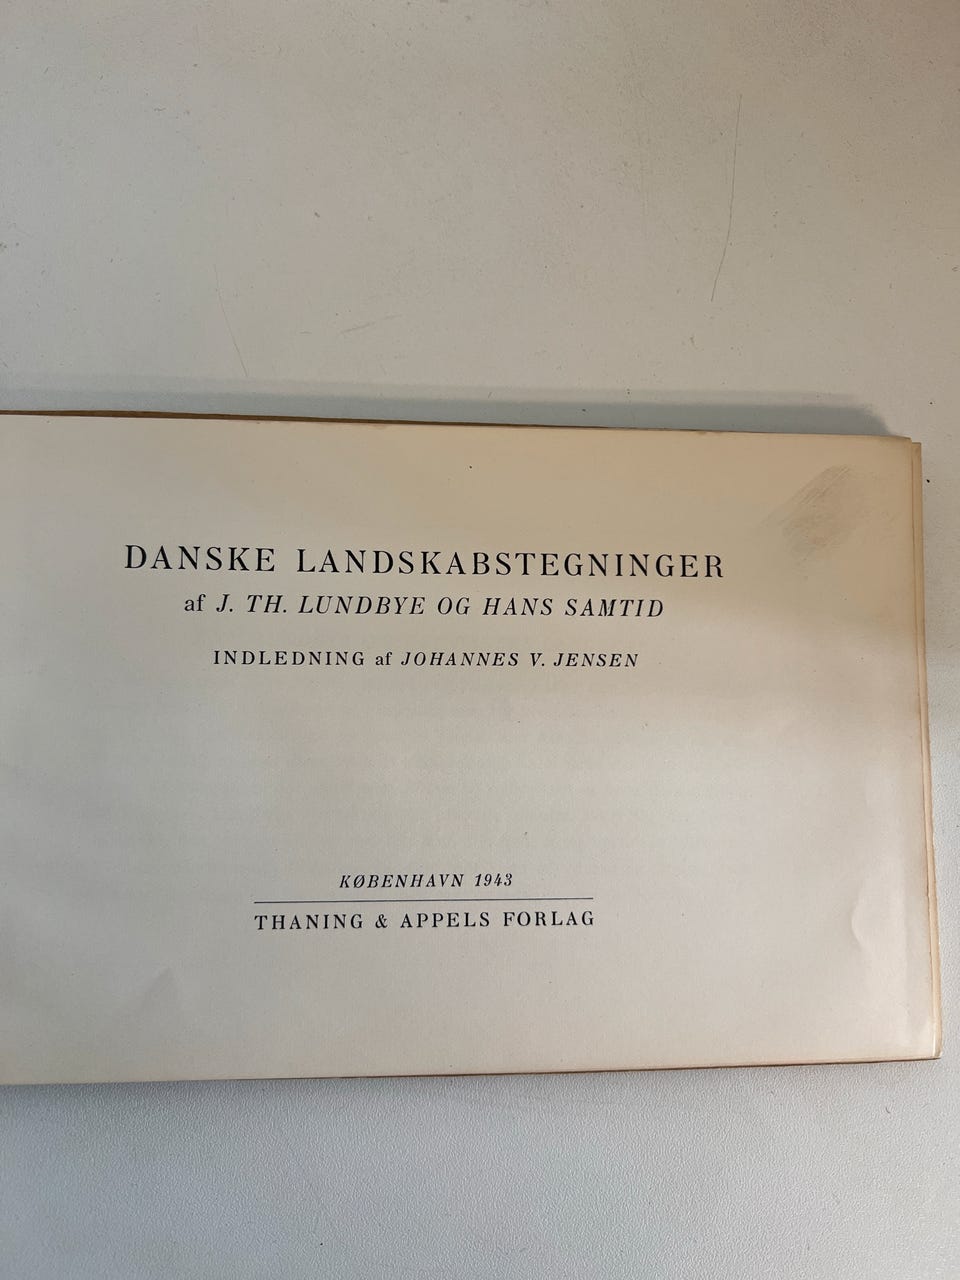 DANSKE LANDSKABSTEGNINGER
af J. TH. LUNDBYE OG HANS SAMTID
INDLEDNING af JOHANNES V. JENSEN
KØBENHAVN 1943
THANING & APPELS FORLAG